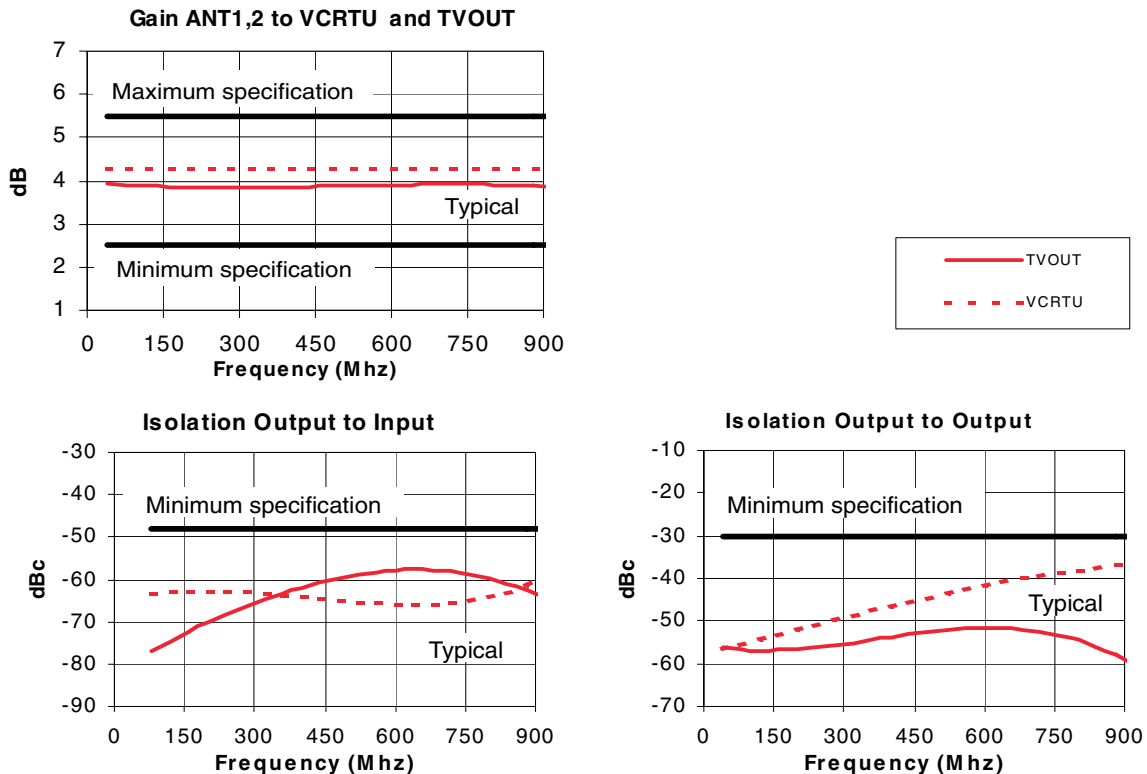 Gain ANT1,2 to VCRTU and TVOUT
7
6
5
4
3
2
1
dB
Maximum specification
Typical
Minimum specification
0 150 300 450 600 750 900
Frequency (Mhz)
TVOUT
VCRTU
Isolation Output to Input
-30
-40
-50
-60
-70
-80
-90
dBc
0 150 300 450 600 750 900
Minimum specification
Typical
Frequency (Mhz)
Isolation Output to Output
-10
-20
-30
-40
-50
-60
-70
dBc
Minimum specification
Typical
0 150 300 450 600 750 900
Frequency (Mhz)